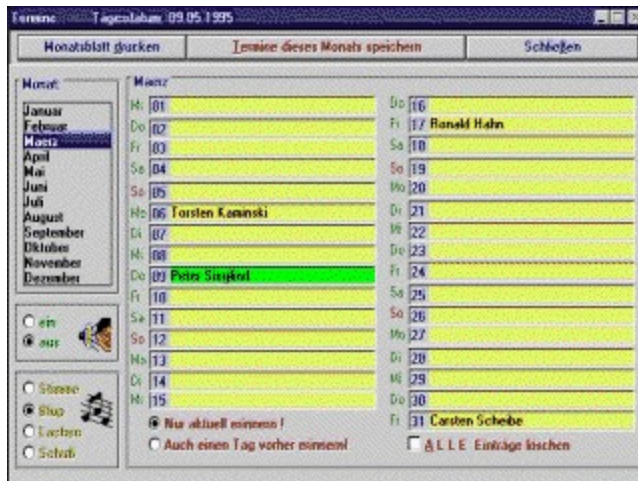 Termine Tagesdatum: 09.05.1995
Monatsblatt drucken
Termine dieses Monats speichern
Schließen
Monat:
Januar
Februar
Maerz
April
Mai
Juni
Juli
August
September
Oktober
November
Dezember
ein
aus
Stimme
Stop
Lachen
Schuß
Maerz
Mi 01
Do 02
Fr 03
Sa 04
So 05
Mo 06 Torsten Kaminski
Di 07
Mi 08
Do 09 Peter
Fr 10
Sa 11
So 12
Mo 13
Di 14
Mi 15
Nur aktuell erinnern !
Auch einen Tag vorher erinnern!
Do 16
Fr 17 Ronald Hahn
Sa 18
So 19
Mo 20
Di 21
Mi 22
Do 23
Fr 24
Sa 25
So 26
Mo 27
Di 28
Mi 29
Do 30
Fr 31 Carsten Scheibe
A L L E Einträge löschen